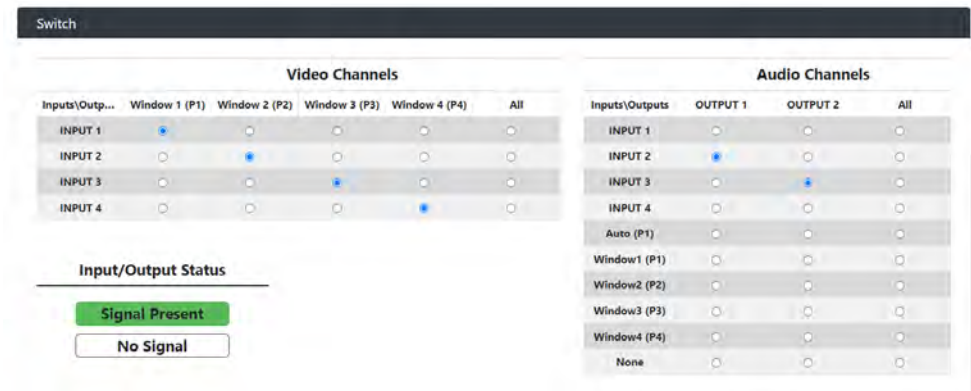 Switch
Video Channels
Inputs\Outp... Window 1 (P1) Window 2 (P2) Window 3 (P3) Window 4 (P4) All
INPUT 1
INPUT 2
INPUT 3
INPUT 4
Input/Output Status
Signal Present
No Signal
Audio Channels
Inputs\Outputs OUTPUT 1 OUTPUT 2 All
INPUT 1
INPUT 2
INPUT 3
INPUT 4
Auto (P1)
Window1 (P1)
Window2 (P2)
Window3 (P3)
Window4 (P4)
None